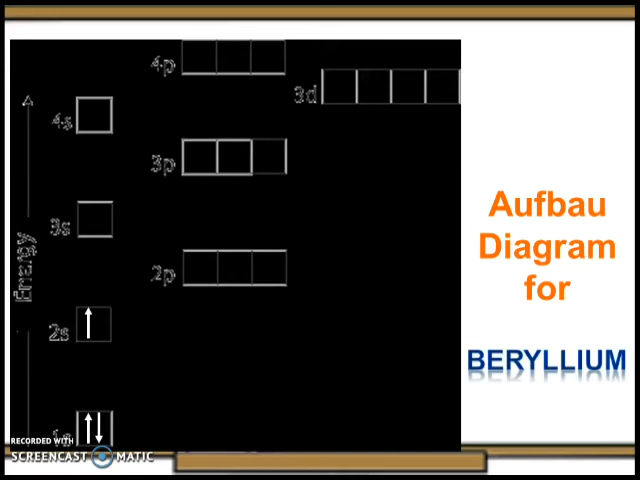 4p
3d
4s
3p
3s
2p
Energy
2s
1s
Aufbau
Diagram
for
BERYLLIUM
RECORDED WITH
SCREENCAST MATIC